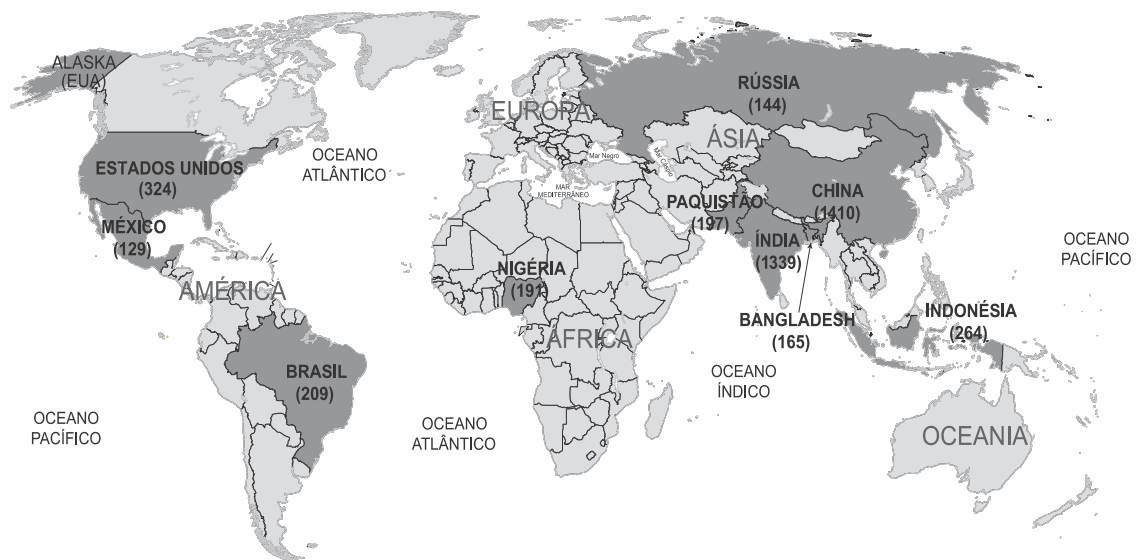 ALASKA
(EUA)
RÚSSIA
(144)
EUROPA
ÁSIA
OCEANO
ATLÂNTICO
ESTADOS UNIDOS
(324)
Mar Negro
Mar Cáspio
MAR
MEDITERRÂNEO
PAQUISTÃO
(197)
CHINA
(1410)
MÉXICO
(129)
ÍNDIA
(1339)
OCEANO
PACÍFICO
NIGÉRIA
(191)
AMÉRICA
BANGLADESH
(165)
INDONÉSIA
(264)
ÁFRICA
BRASIL
(209)
OCEANO
ÍNDICO
OCEANO
PACÍFICO
OCEANO
ATLÂNTICO
OCEANIA